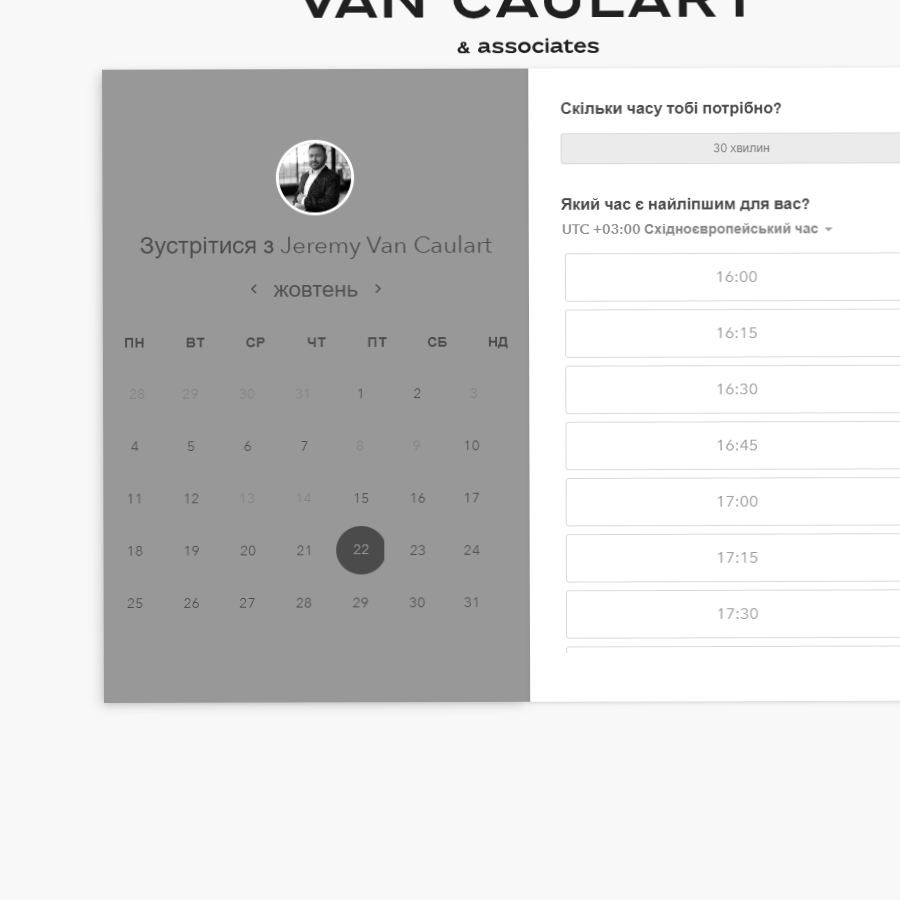 VAN CAULART
& associates
Зустрітися з Jeremy Van Caulart
жовтень
ПН ВТ СР ЧТ ПТ СБ НД
28 29 30 31 1 2 3
4 5 6 7 8 9 10
11 12 13 14 15 16 17
18 19 20 21 22 23 24
25 26 27 28 29 30 31
Скільки часу тобі потрібно?
30 хвилин
Який час є найліпшим для вас?
UTC +03:00 Східноєвропейський час
16:00
16:15
16:30
16:45
17:00
17:15
17:30